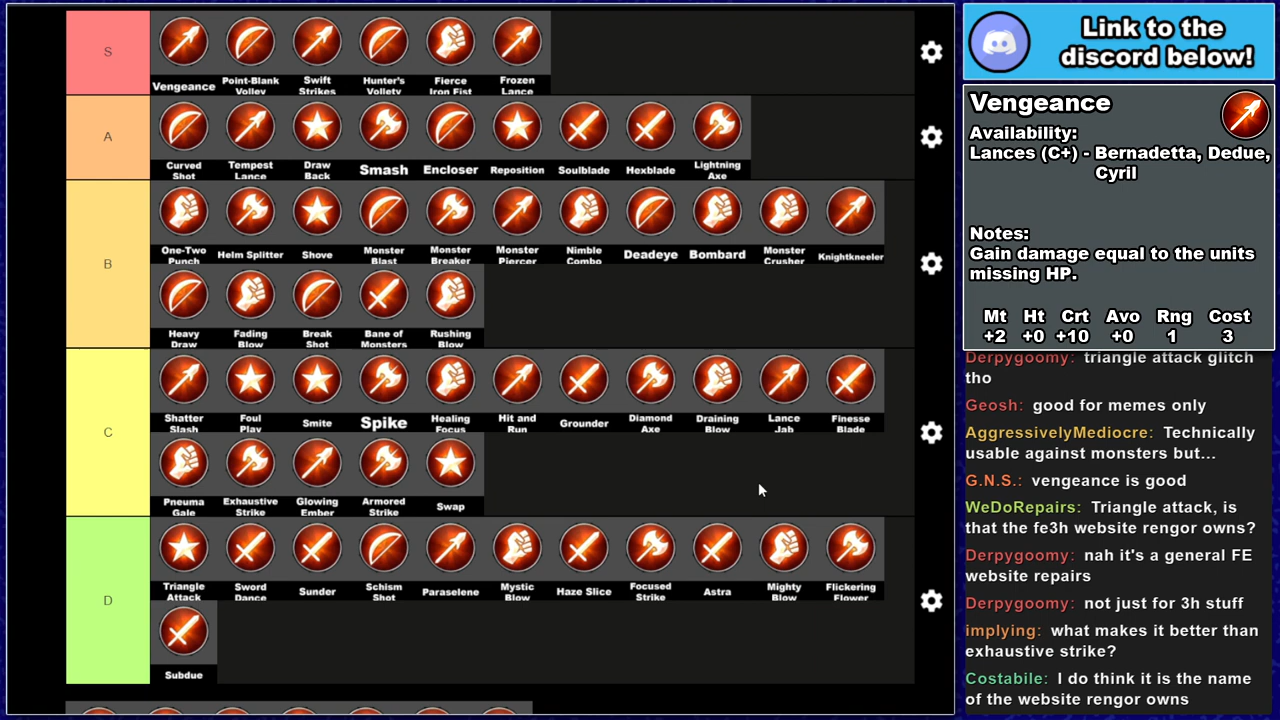 S
Vengeance
Point-Blank
Volley
Swift
Strikes
Hunter's
Vollety
Fierce
Iron Fist
Frozen
Lance
A
Curved
Shot
Tempest
Lance
Draw
Back
Smash
Encloser
Reposition
Soulblade
Hexblade
Lightning
Axe
B
One-Two
Punch
Helm Splitter
Shove
Monster
Blast
Monster
Breaker
Monster
Piercer
Nimble
Combo
Deadeye
Bombard
Monster
Crusher
Knightkneeler
Heavy
Draw
Fading
Blow
Break
Shot
Bane of
Monsters
Rushing
Blow
C
Shatter
Slash
Foul
Play
Smite
Spike
Healing
Focus
Hit and
Run
Grounder
Diamond
Axe
Draining
Blow
Lance
Jab
Finesse
Blade
Pneuma
Gale
Exhaustive
Strike
Glowing
Ember
Armored
Strike
Swap
D
Triangle
Attack
Sword
Dance
Sunder
Schism
Shot
Paraselene
Mystic
Blow
Haze Slice
Focused
Strike
Astra
Mighty
Blow
Flickering
Flower
Subdue
Link to the
discord below!
Vengeance
Availability:
Lances (C+) - Bernadetta, Dedue,
Cyril
Notes:
Gain damage equal to the units
missing HP.
Mt Ht Crt Avo Rng Cost
+2 +0 +10 +0 1 3
Derpygoomy: triangle attack glitch
tho
Geosh: good for memes only
AggressivelyMediocre: Technically
usable against monsters but...
G.N.S.: vengeance is good
WeDoRepairs: Triangle attack, is
that the fe3h website rengor owns?
Derpygoomy: nah it's a general FE
website repairs
Derpygoomy: not just for 3h stuff
implying: what makes it better than
exhaustive strike?
Costabile: I do think it is the name
of the website rengor owns